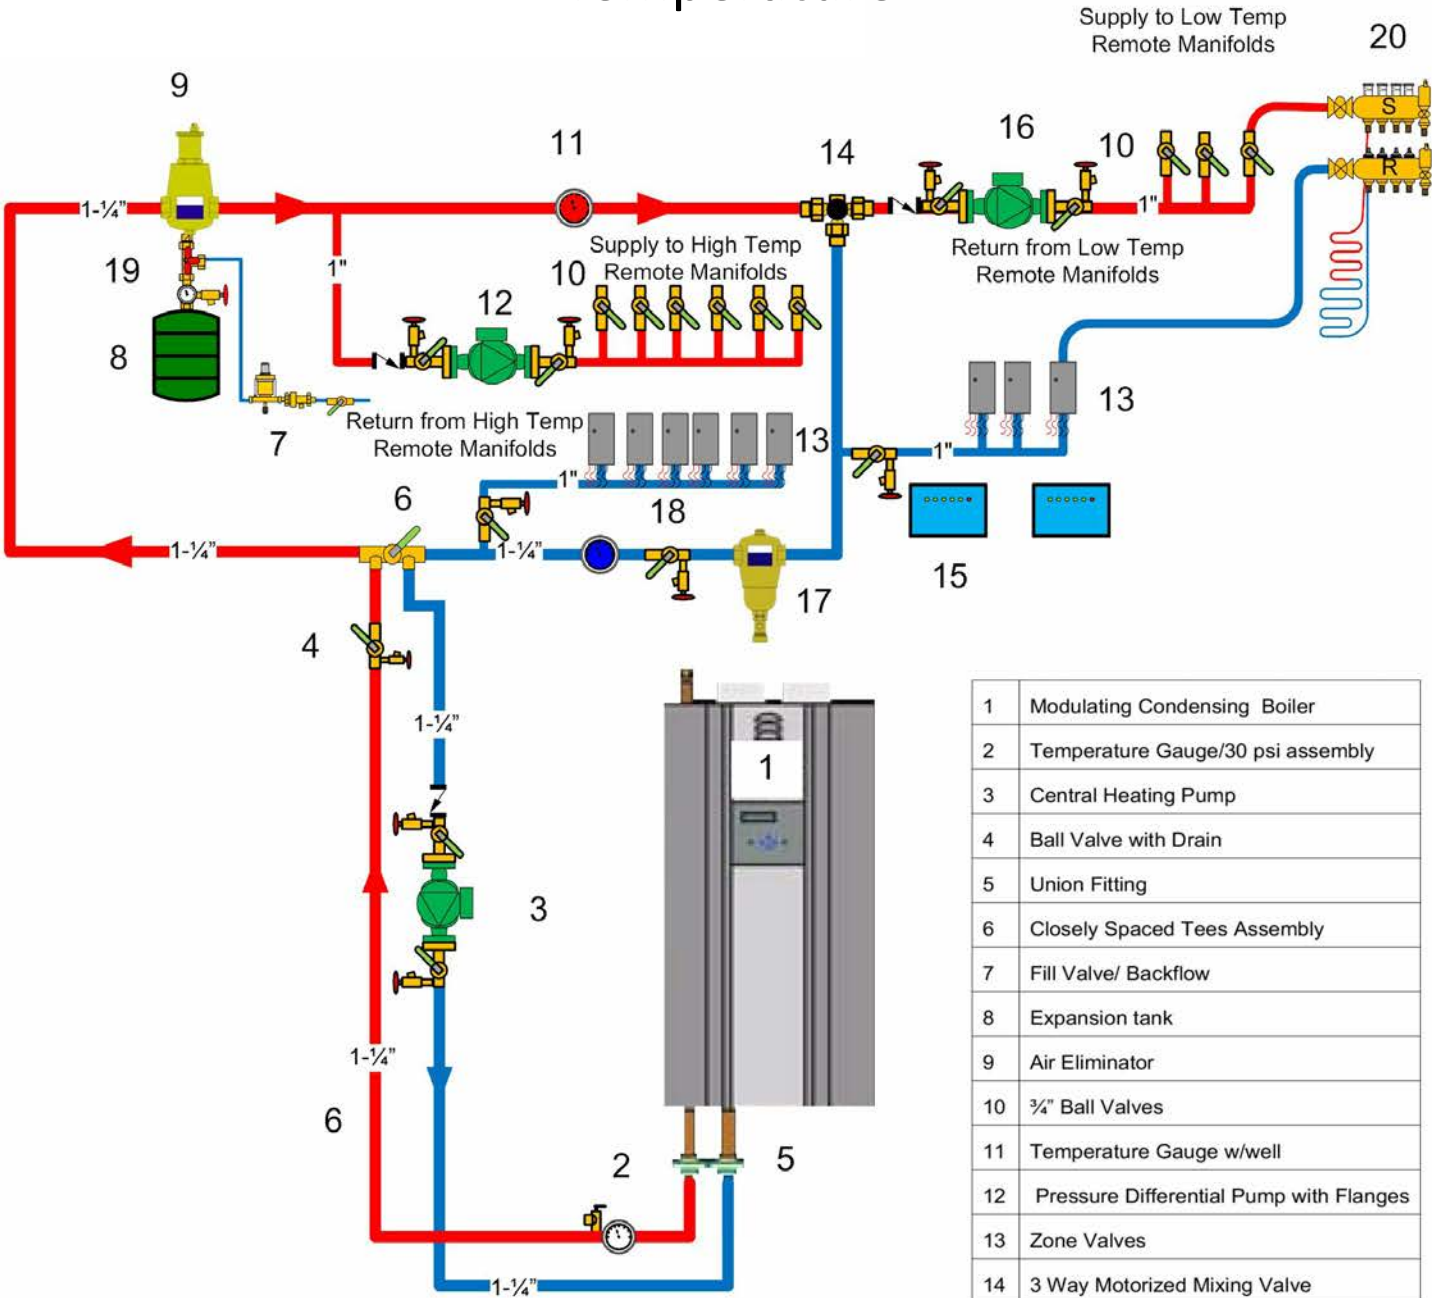 Supply to Low Temp
Remote Manifolds
20
9
S
16
11
14
10
R
1-¼"
1"
Supply to High Temp
Remote Manifolds
Return from Low Temp
Remote Manifolds
19
1"
10
12
8
13
Return from High Temp
Remote Manifolds
13
7
1"
1"
6
18
1-¼"
1-¼"
15
17
4
1-¼"
1
3
1-¼"
6
2
5
1-¼"
1 Modulating Condensing Boiler
2 Temperature Gauge/30 psi assembly
3 Central Heating Pump
4 Ball Valve with Drain
5 Union Fitting
6 Closely Spaced Tees Assembly
7 Fill Valve/ Backflow
8 Expansion tank
9 Air Eliminator
10 ¾" Ball Valves
11 Temperature Gauge w/well
12 Pressure Differential Pump with Flanges
13 Zone Valves
14 3 Way Motorized Mixing Valve